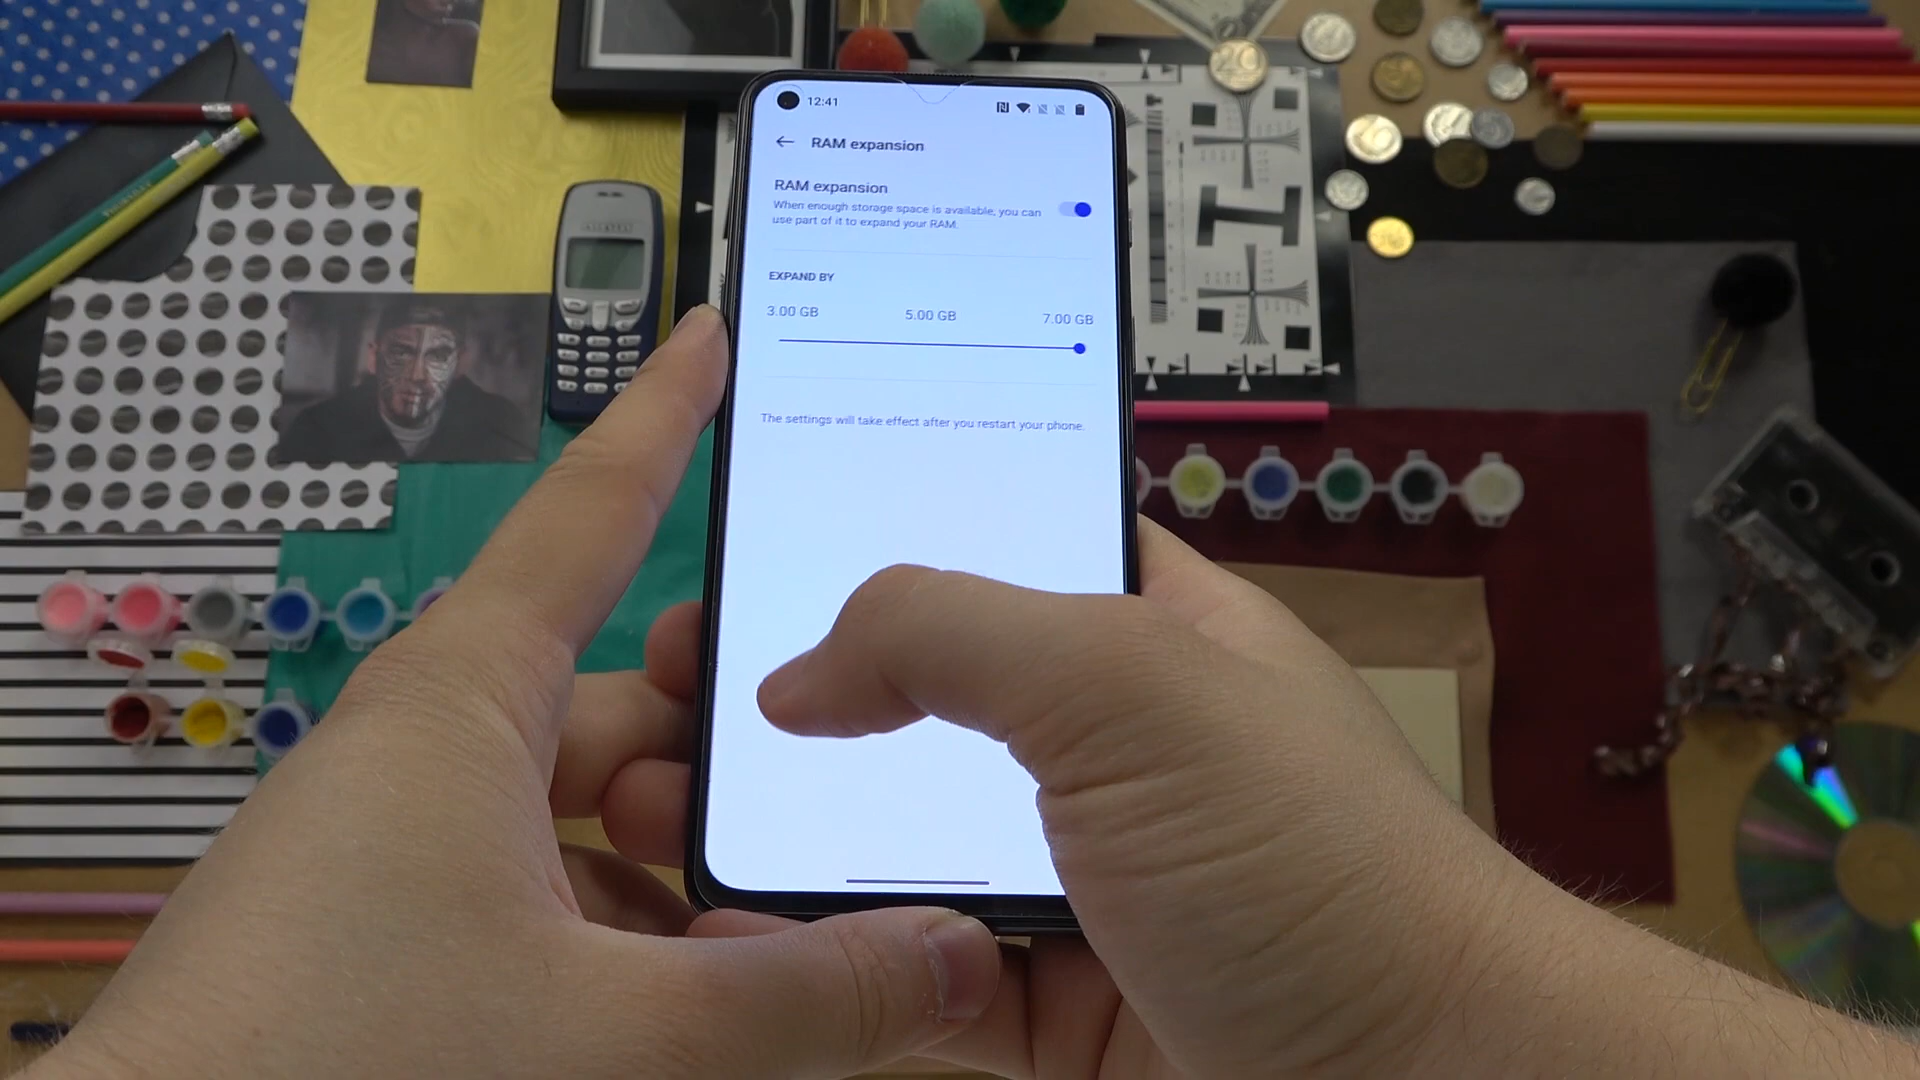 12:41
RAM expansion
RAM expansion
When enough storage space is available, you can
use part of it to expand your RAM.
EXPAND BY
3.00 GB 5.00 GB 7.00 GB
The settings will take effect after you restart your phone.
ALCATEL
20